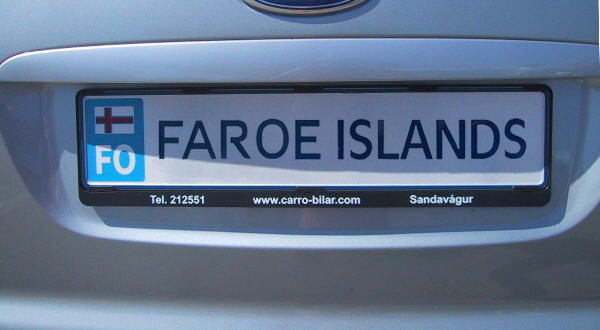 FO FAROE ISLANDS
Tel. 212551 www.carro-bilar.com Sandavágur